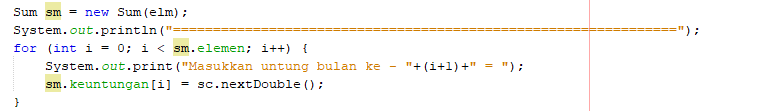 Sum sm = new Sum(elm);
System.out.println("===============================================================");
for (int i = 0; i < sm.elemen; i++) {
System.out.print("Masukkan untung bulan ke - "+(i+1)+" = ");
sm.keuntungan[i] = sc.nextDouble();
}